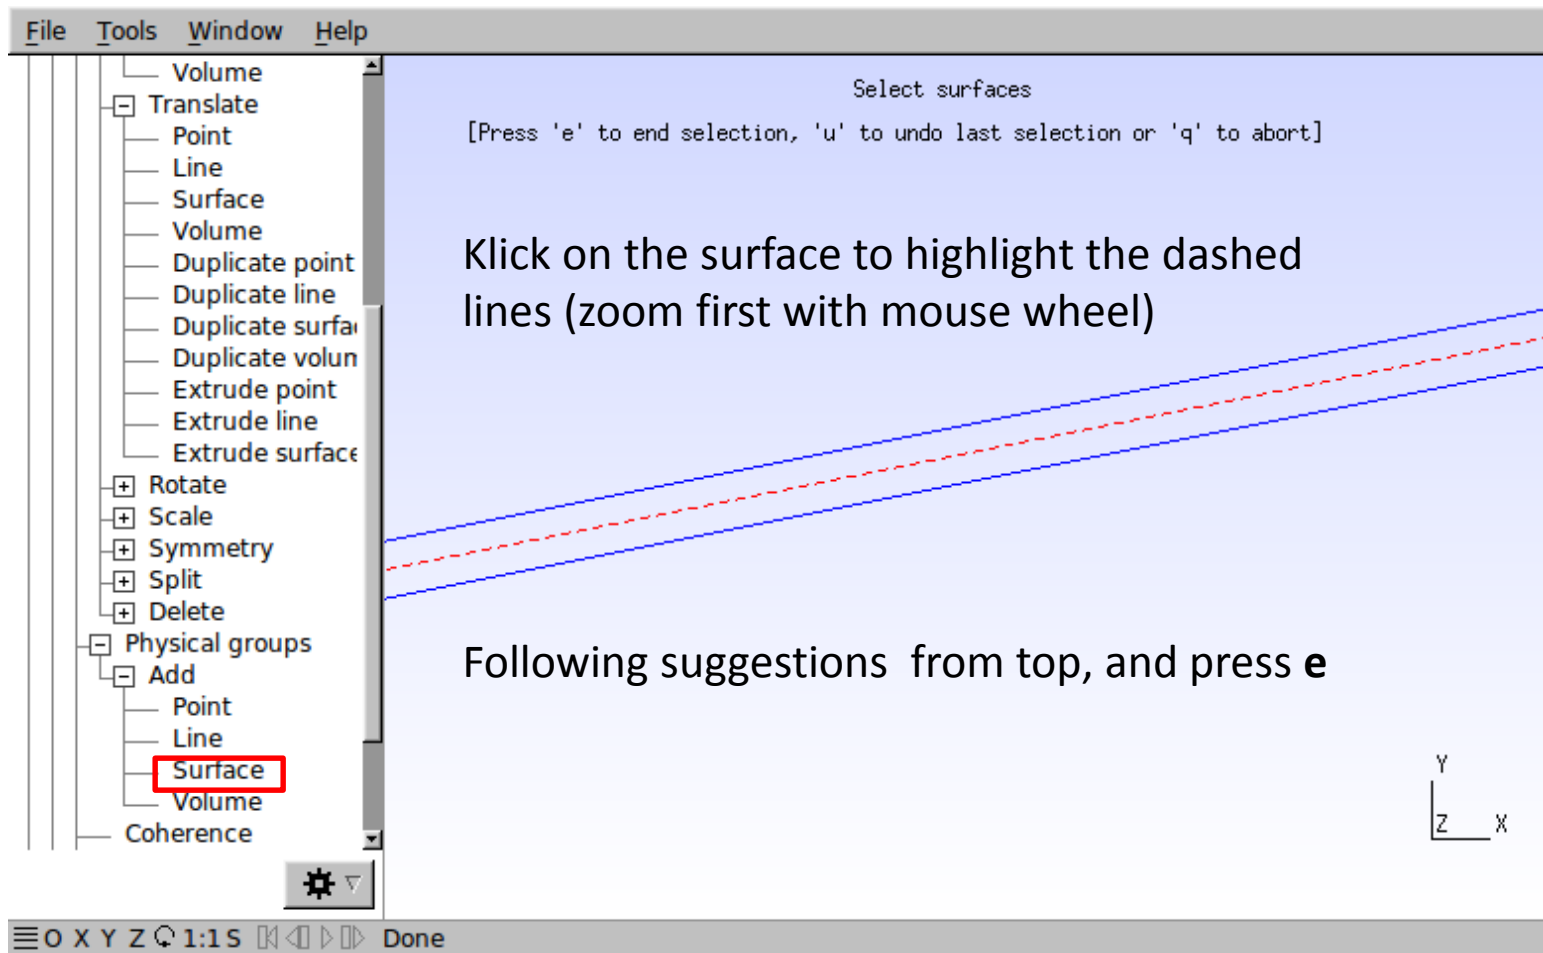 File Tools Window Help
Volume
Translate
Point
Line
Surface
Volume
Duplicate point
Duplicate line
Duplicate surfa
Duplicate volum
Extrude point
Extrude line
Extrude surface
Rotate
Scale
Symmetry
Split
Delete
Physical groups
Add
Point
Line
Surface
Volume
Coherence
Select surfaces
[Press 'e' to end selection, 'u' to undo last selection or 'q' to abort]
Klick on the surface to highlight the dashed
lines (zoom first with mouse wheel)
Following suggestions from top, and press e
Y
Z X
O X Y Z 1:1 S Done